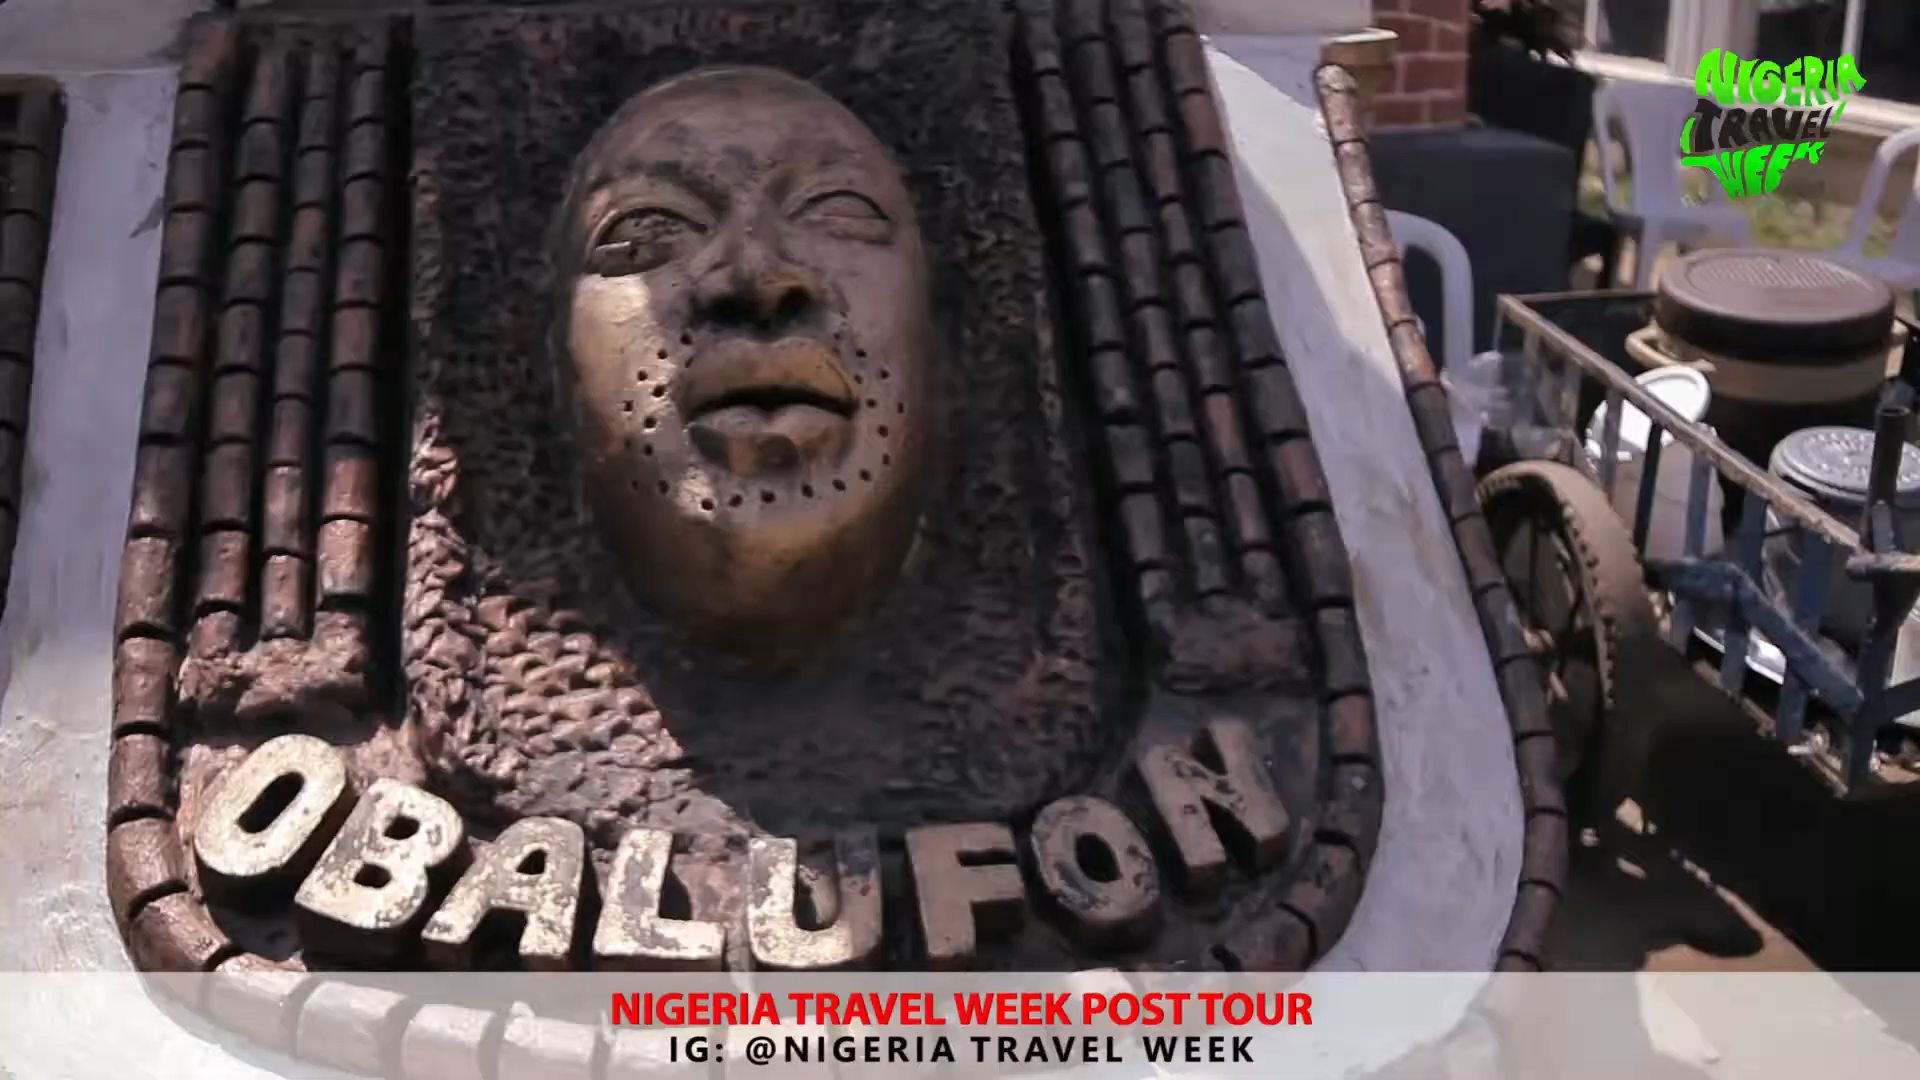 NIGERIA
TRAVEL
WEEK
OBALUFON
NIGERIA TRAVEL WEEK POST TOUR
IG: @NIGERIA TRAVEL WEEK